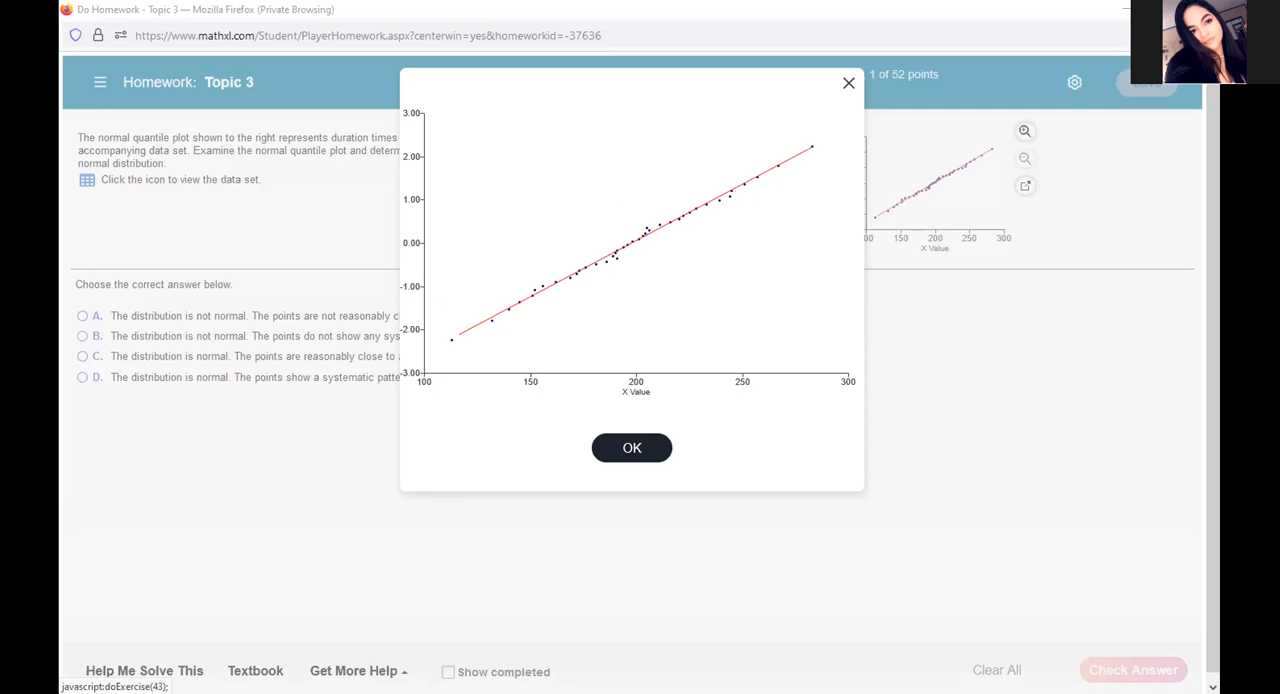 Do Homework - Topic 3 — Mozilla Firefox (Private Browsing)
https://www.mathxl.com/Student/PlayerHomework.aspx?centerwin=yes&homeworkid=-37636
Homework: Topic 3
1 of 52 points
The normal quantile plot shown to the right represents duration times
accompanying data set. Examine the normal quantile plot and determ
normal distribution.
Click the icon to view the data set.
3.00
2.00
1.00
0.00
-1.00
-2.00
-3.00
100 150 200 250 300
X Value
OK
00 150 200 250 300
X Value
Choose the correct answer below.
A. The distribution is not normal. The points are not reasonably c
B. The distribution is not normal. The points do not show any sys
C. The distribution is normal. The points are reasonably close to a
D. The distribution is normal. The points show a systematic patte
Help Me Solve This Textbook Get More Help Show completed Clear All Check Answer
javascript:doExercise(43);